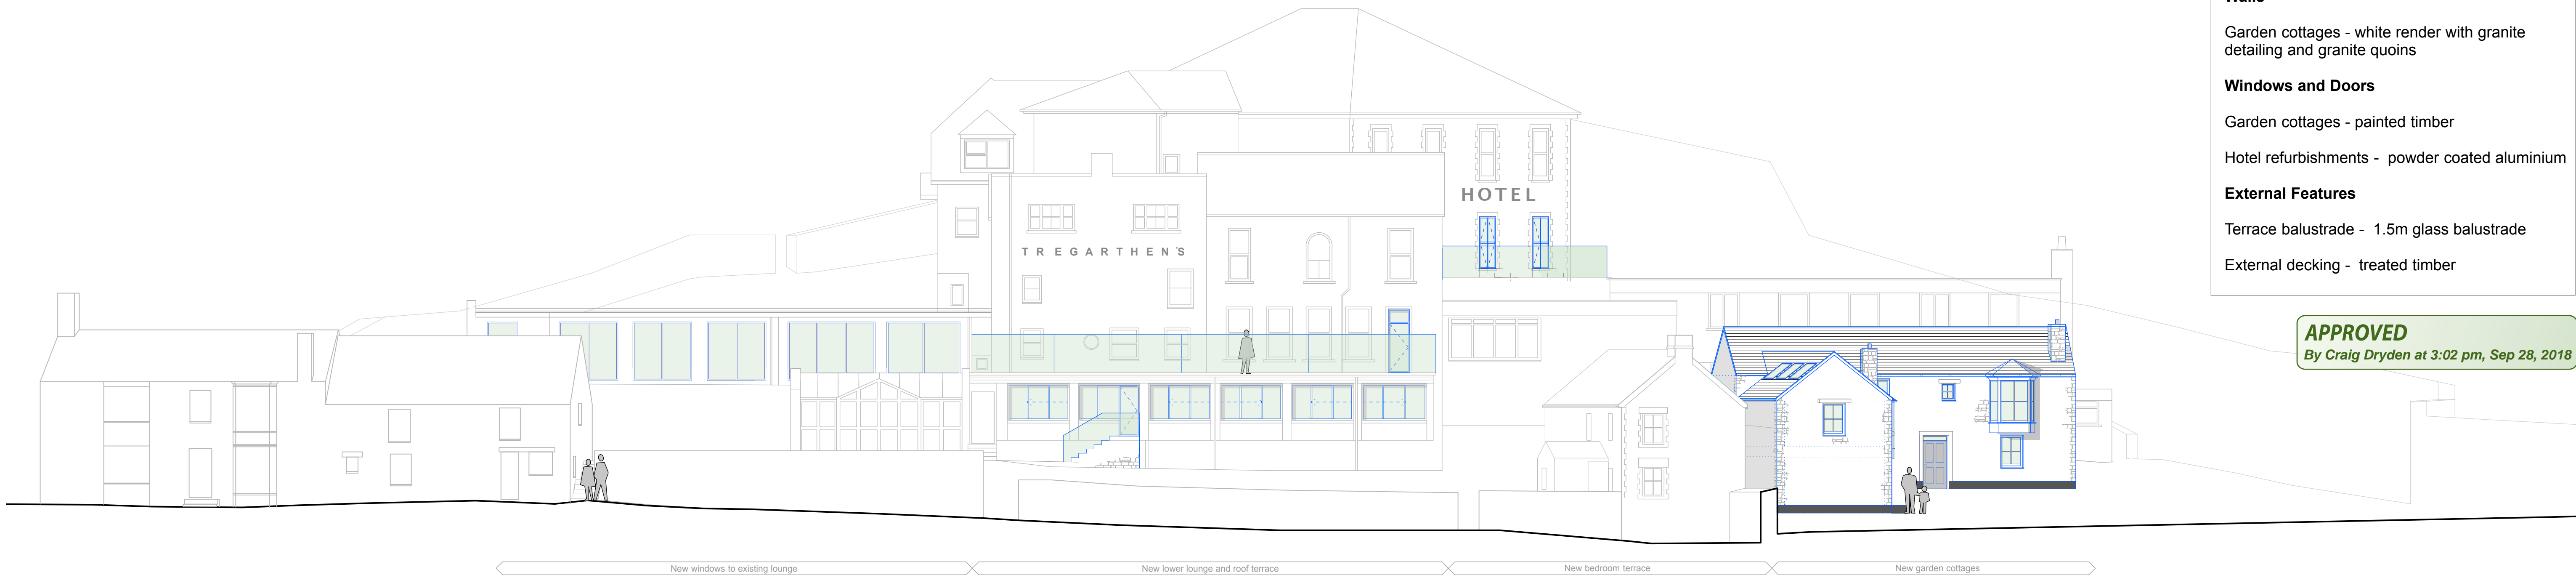 Garden cottages - white render with granite
detailing and granite quoins
Windows and Doors
Garden cottages - painted timber
Hotel refurbishments - powder coated aluminium
External Features
Terrace balustrade - 1.5m glass balustrade
External decking - treated timber
APPROVED
By Craig Dryden at 3:02 pm, Sep 28, 2018
HOTEL
TREGARTHEN'S
New windows to existing lounge
New lower lounge and roof terrace
New bedroom terrace
New garden cottages